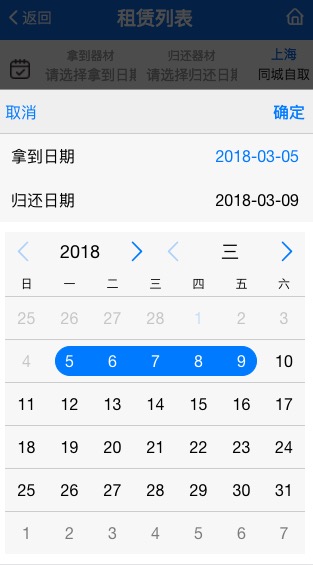 返回 租赁列表
拿到器材 归还器材 上海
请选择拿到日期 请选择归还日期 同城自取
取消 确定
拿到日期 2018-03-05
归还日期 2018-03-09
2018 三
日 一 二 三 四 五 六
25 26 27 28 1 2 3
4 5 6 7 8 9 10
11 12 13 14 15 16 17
18 19 20 21 22 23 24
25 26 27 28 29 30 31
1 2 3 4 5 6 7